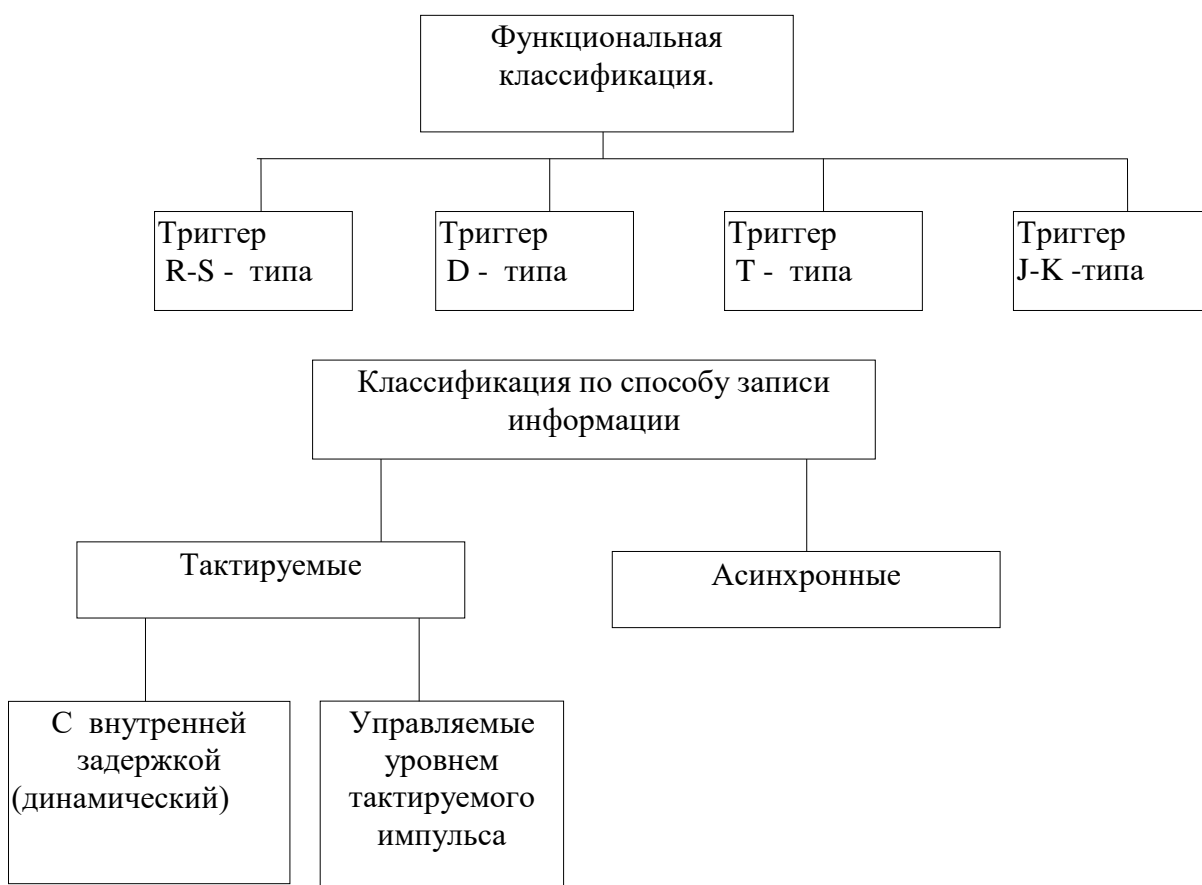 Функциональная
классификация.
Триггер
R-S - типа
Триггер
D - типа
Триггер
T - типа
Триггер
J-K -типа
Классификация по способу записи
информации
Тактируемые
Асинхронные
С внутренней
задержкой
(динамический)
Управляемые
уровнем
тактируемого
импульса